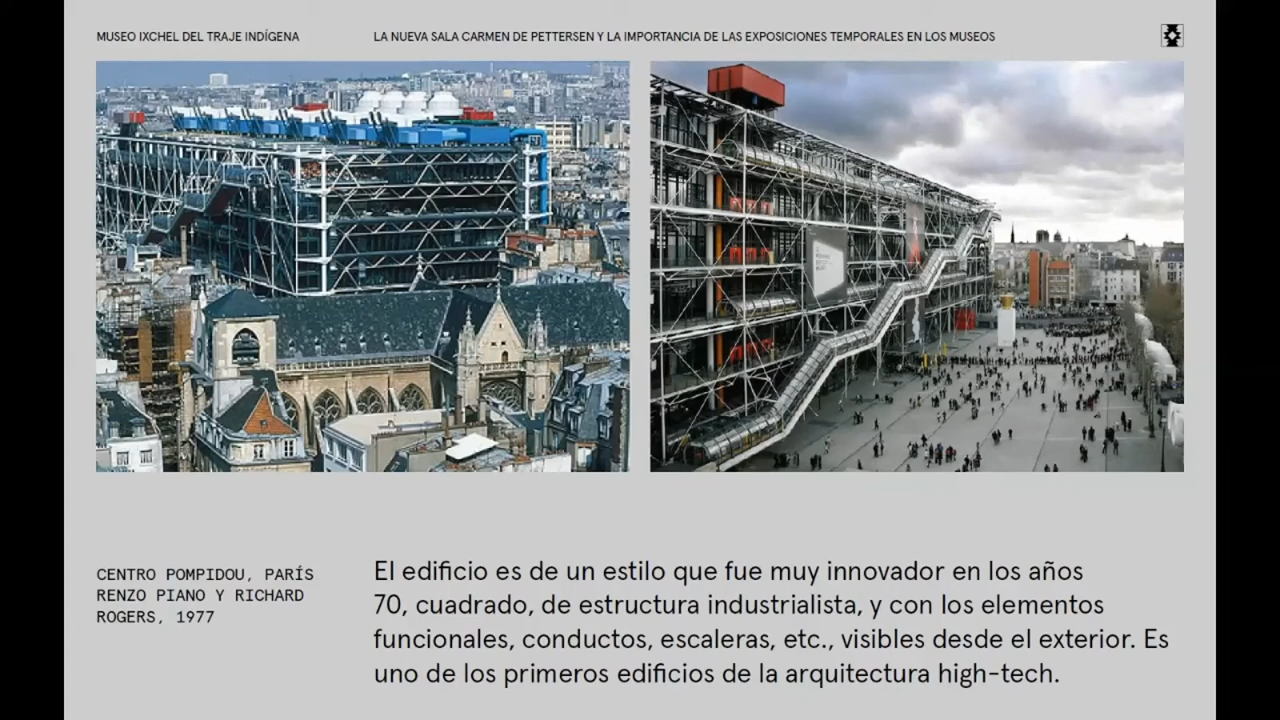 MUSEO IXCHEL DEL TRAJE INDÍGENA
LA NUEVA SALA CARMEN DE PETTERSEN Y LA IMPORTANCIA DE LAS EXPOSICIONES TEMPORALES EN LOS MUSEOS
CENTRO POMPIDOU, PARÍS
RENZO PIANO Y RICHARD
ROGERS, 1977
El edificio es de un estilo que fue muy innovador en los años
70, cuadrado, de estructura industrialista, y con los elementos
funcionales, conductos, escaleras, etc., visibles desde el exterior. Es
uno de los primeros edificios de la arquitectura high-tech.